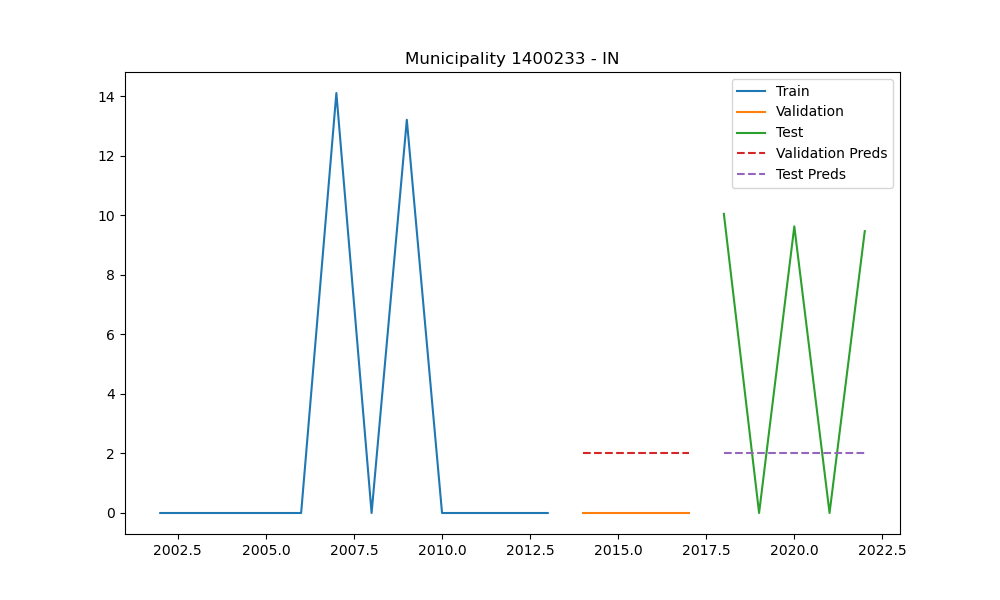 Municipality 1400233 - IN
Train
Validation
Test
Validation Preds
Test Preds
14
12
10
8
6
4
2
0
2002.5 2005.0 2007.5 2010.0 2012.5 2015.0 2017.5 2020.0 2022.5